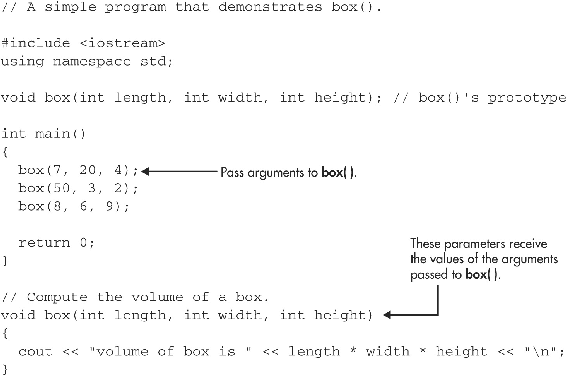 // A simple program that demonstrates box().
#include <iostream>
using namespace std;
void box(int length, int width, int height); // box()'s prototype
int main()
{
box(7, 20, 4);
Pass arguments to box( ).
box(50, 3, 2);
box(8, 6, 9);
return 0;
}
These parameters receive
the values of the arguments
passed to box( ).
// Compute the volume of a box.
void box(int length, int width, int height)
{
cout << "volume of box is " << length * width * height << "\n";
}